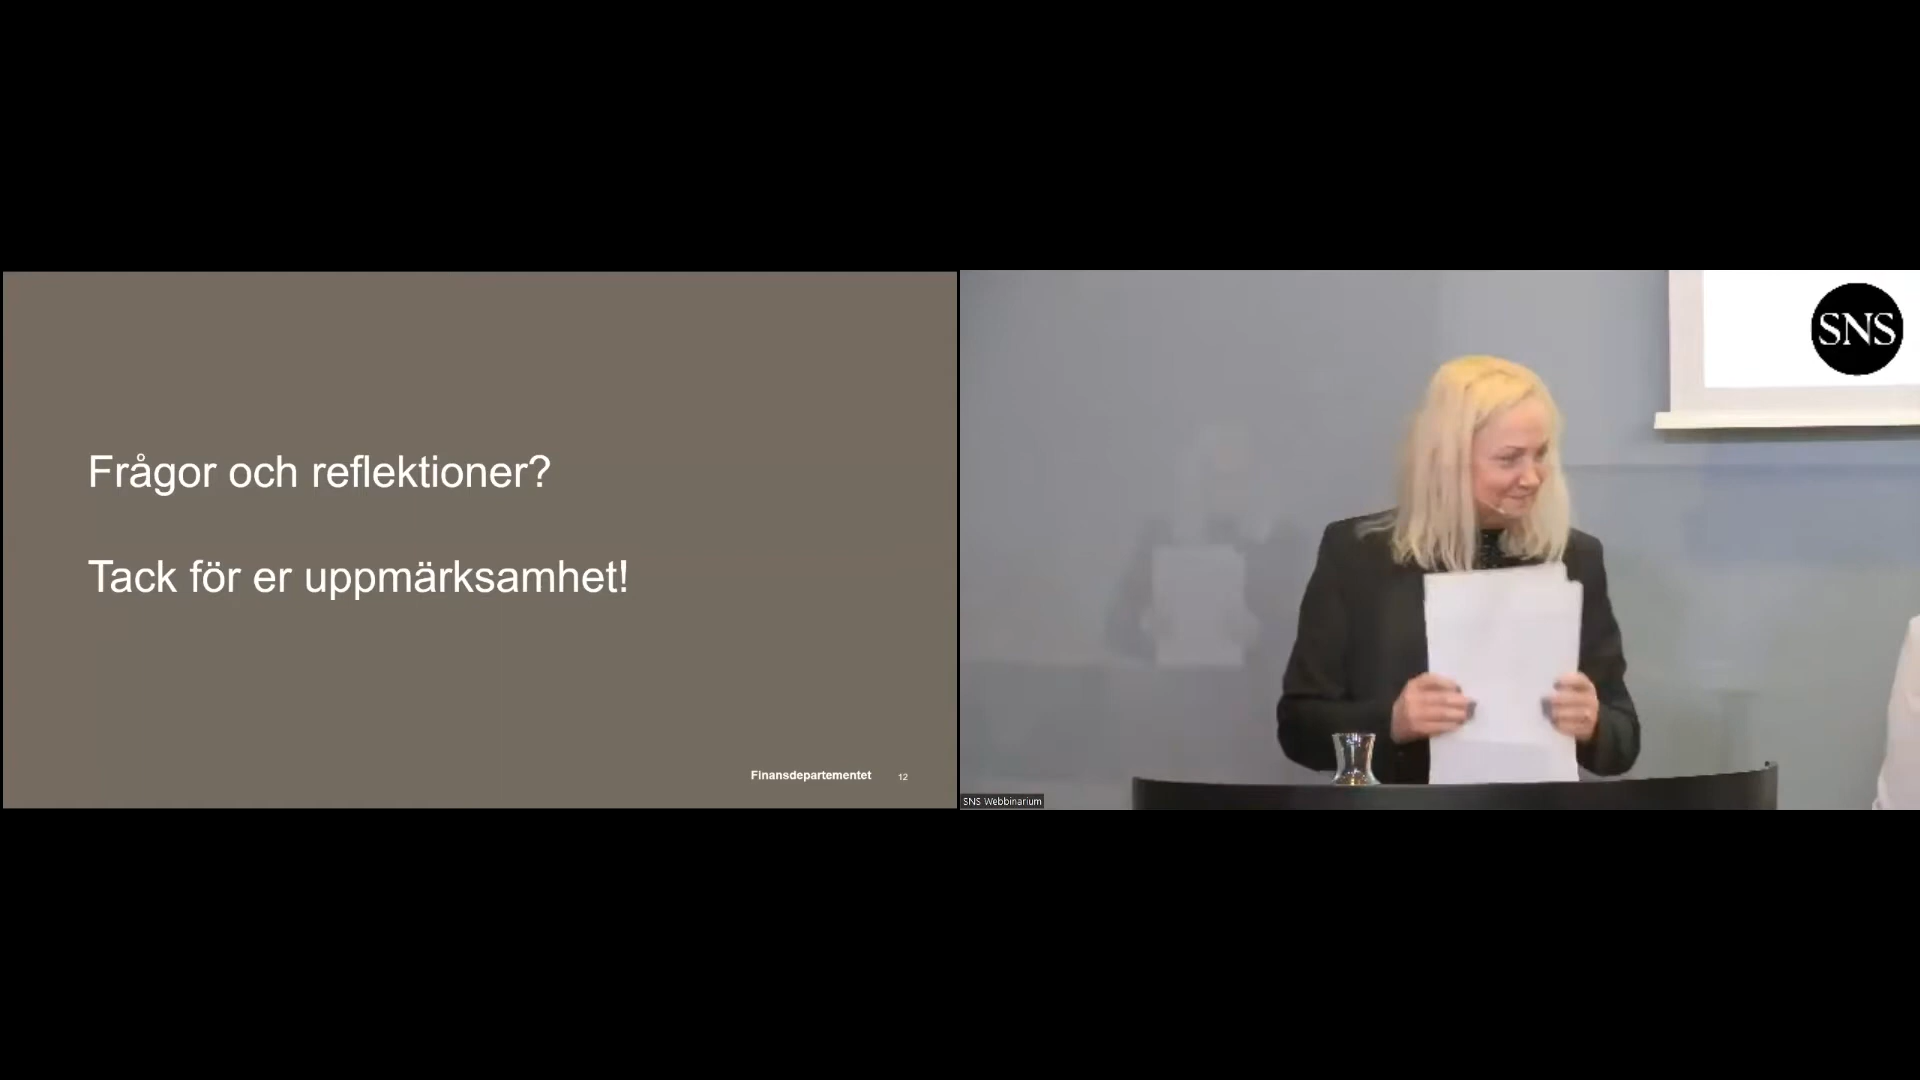 Frågor och reflektioner?
Tack för er uppmärksamhet!
Finansdepartementet 12
SNS
SNS Webbinarium